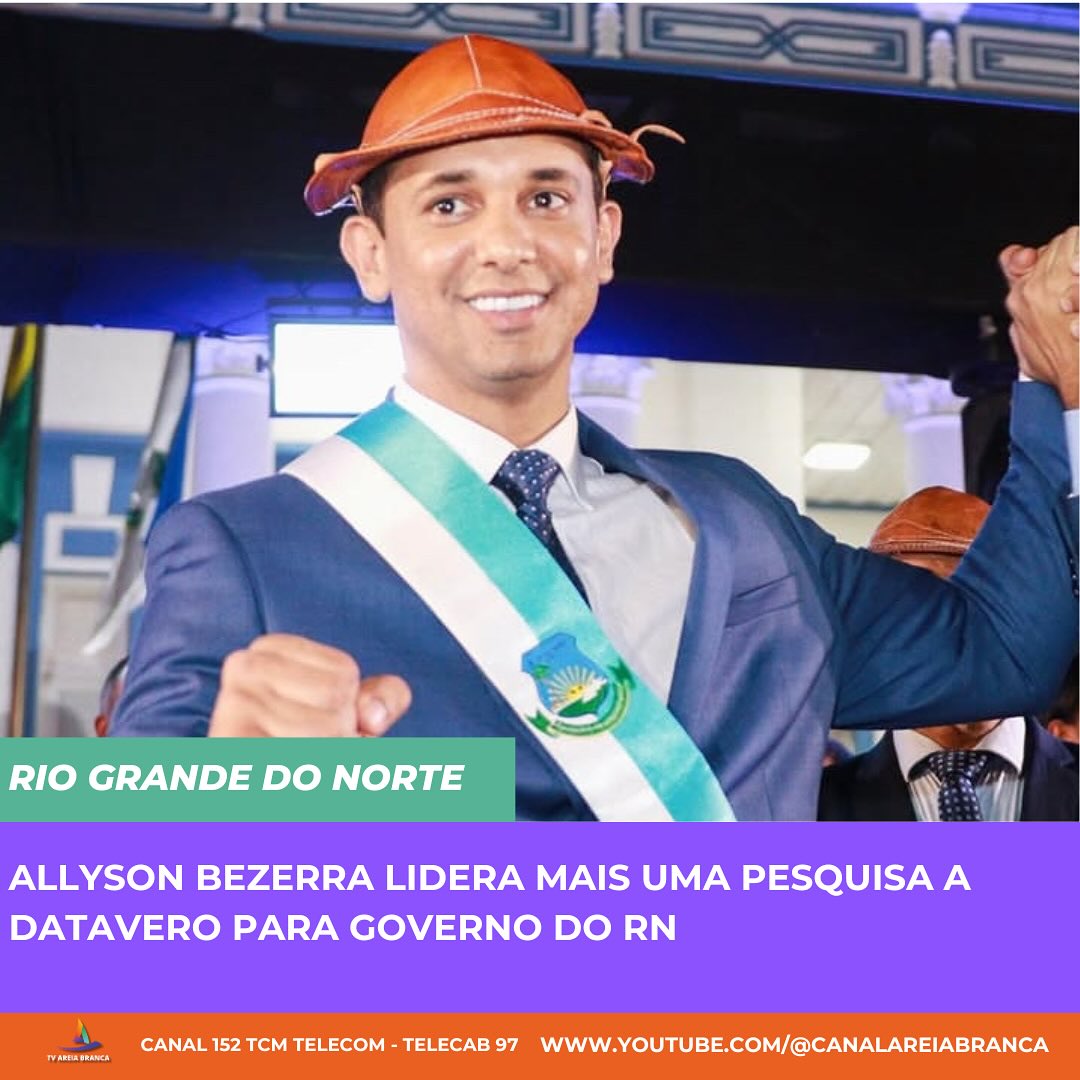 RIO GRANDE DO NORTE
ALLYSON BEZERRA LIDERA MAIS UMA PESQUISA A
DATAVERO PARA GOVERNO DO RN
TV AREIA BRANCA
CANAL 152 TCM TELECOM - TELECAB 97 WWW.YOUTUBE.COM/@CANALAREIABRANCA